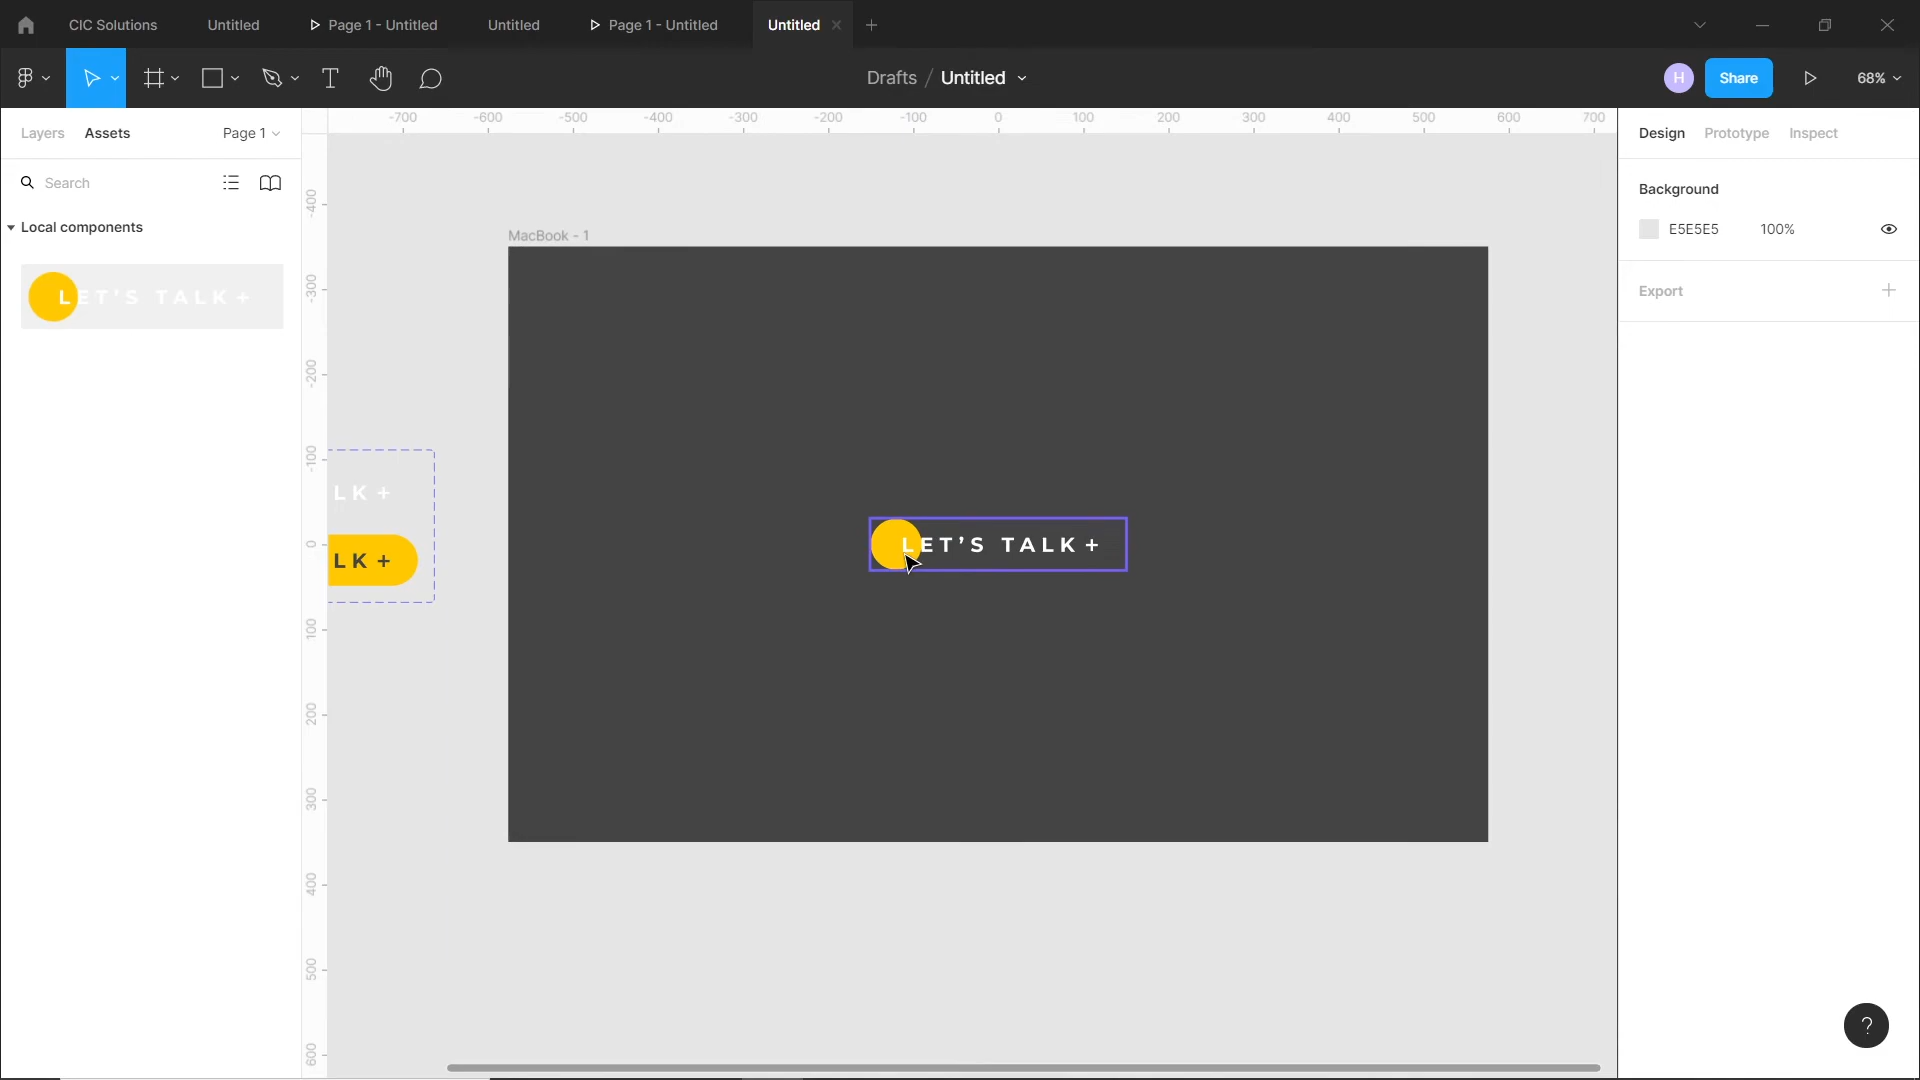 CIC Solutions Untitled Page 1 - Untitled Untitled Page 1 - Untitled Untitled
T Drafts / Untitled H Share 68%
Layers Assets Page 1
Search
Local components
LET'S TALK+
-700 -600 -500 -400 -300 -200 -100 0 100 200 300 400 500 600 700
-400
-300
-200
-100
0
100
200
300
400
500
600
MacBook - 1
LK+
LK+
LET'S TALK+
Design Prototype Inspect
Background
E5E5E5 100%
Export
?